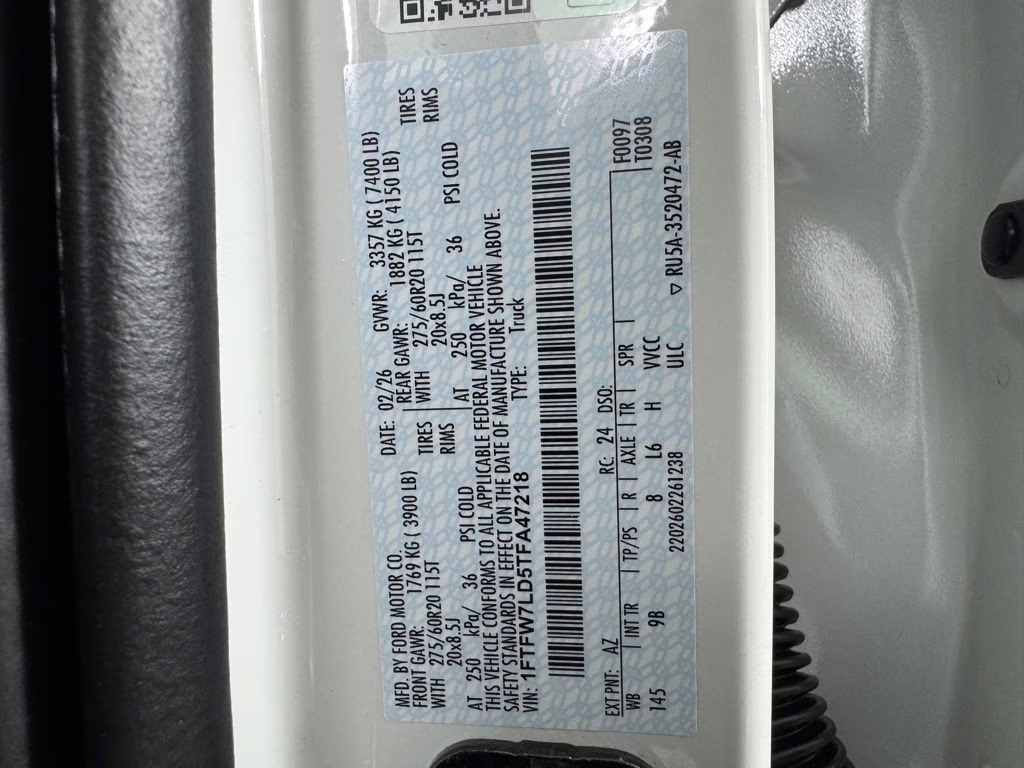 MFD. BY FORD MOTOR CO.
DATE: 02/26 GVWR: 3357 KG ( 7400 LB)
FRONT GAWR: 1769 KG ( 3900 LB)
REAR GAWR: 1882 KG ( 4150 LB)
WITH 275/60R20 115T TIRES
WITH 275/60R20 115T TIRES
20x8.5J RIMS
20x8.5J RIMS
AT 250 kPa/ 36 PSI COLD
AT 250 kPa/ 36 PSI COLD
THIS VEHICLE CONFORMS TO ALL APPLICABLE FEDERAL MOTOR VEHICLE
SAFETY STANDARDS IN EFFECT ON THE DATE OF MANUFACTURE SHOWN ABOVE.
VIN: 1FTFW7LD5TFA47218 TYPE: Truck
EXT PNT: AZ RC: 24 DSO: F0097
WB INT TR TP/PS R AXLE TR SPR T0308
145 9B 8 L6 H VVCC
2202602261238 ULC ▽ RU5A-3520472-AB